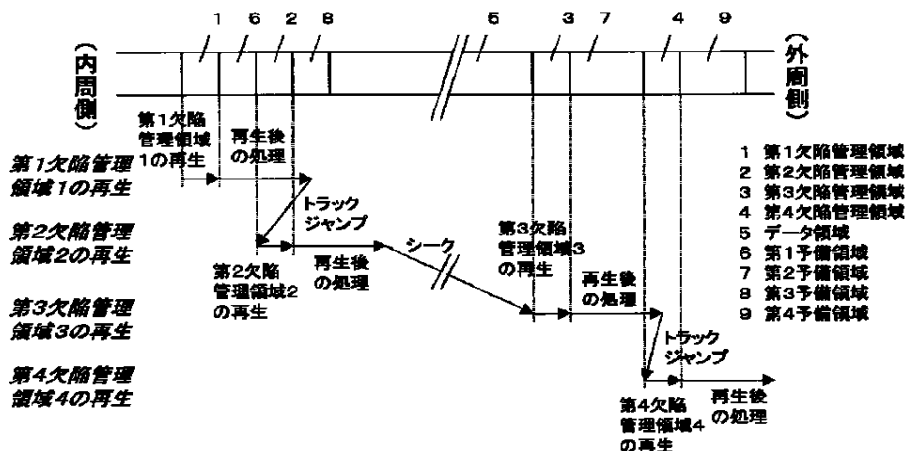 1 6 2 8 5 3 7 4 9
(内周側)
(外周側)
第1欠陥
管理領域
1の再生
再生後
の処理
第1欠陥管理
領域1の再生
トラック
ジャンプ
第2欠陥管理
領域2の再生
第2欠陥
管理領域2
の再生
再生後
の処理
シーク
第3欠陥
管理領域3
の再生
再生後
の処理
第3欠陥管理
領域3の再生
トラック
ジャンプ
第4欠陥管理
領域4の再生
第4欠陥
管理領域4
の再生
再生後
の処理
1 第1欠陥管理領域
2 第2欠陥管理領域
3 第3欠陥管理領域
4 第4欠陥管理領域
5 データ領域
6 第1予備領域
7 第2予備領域
8 第3予備領域
9 第4予備領域